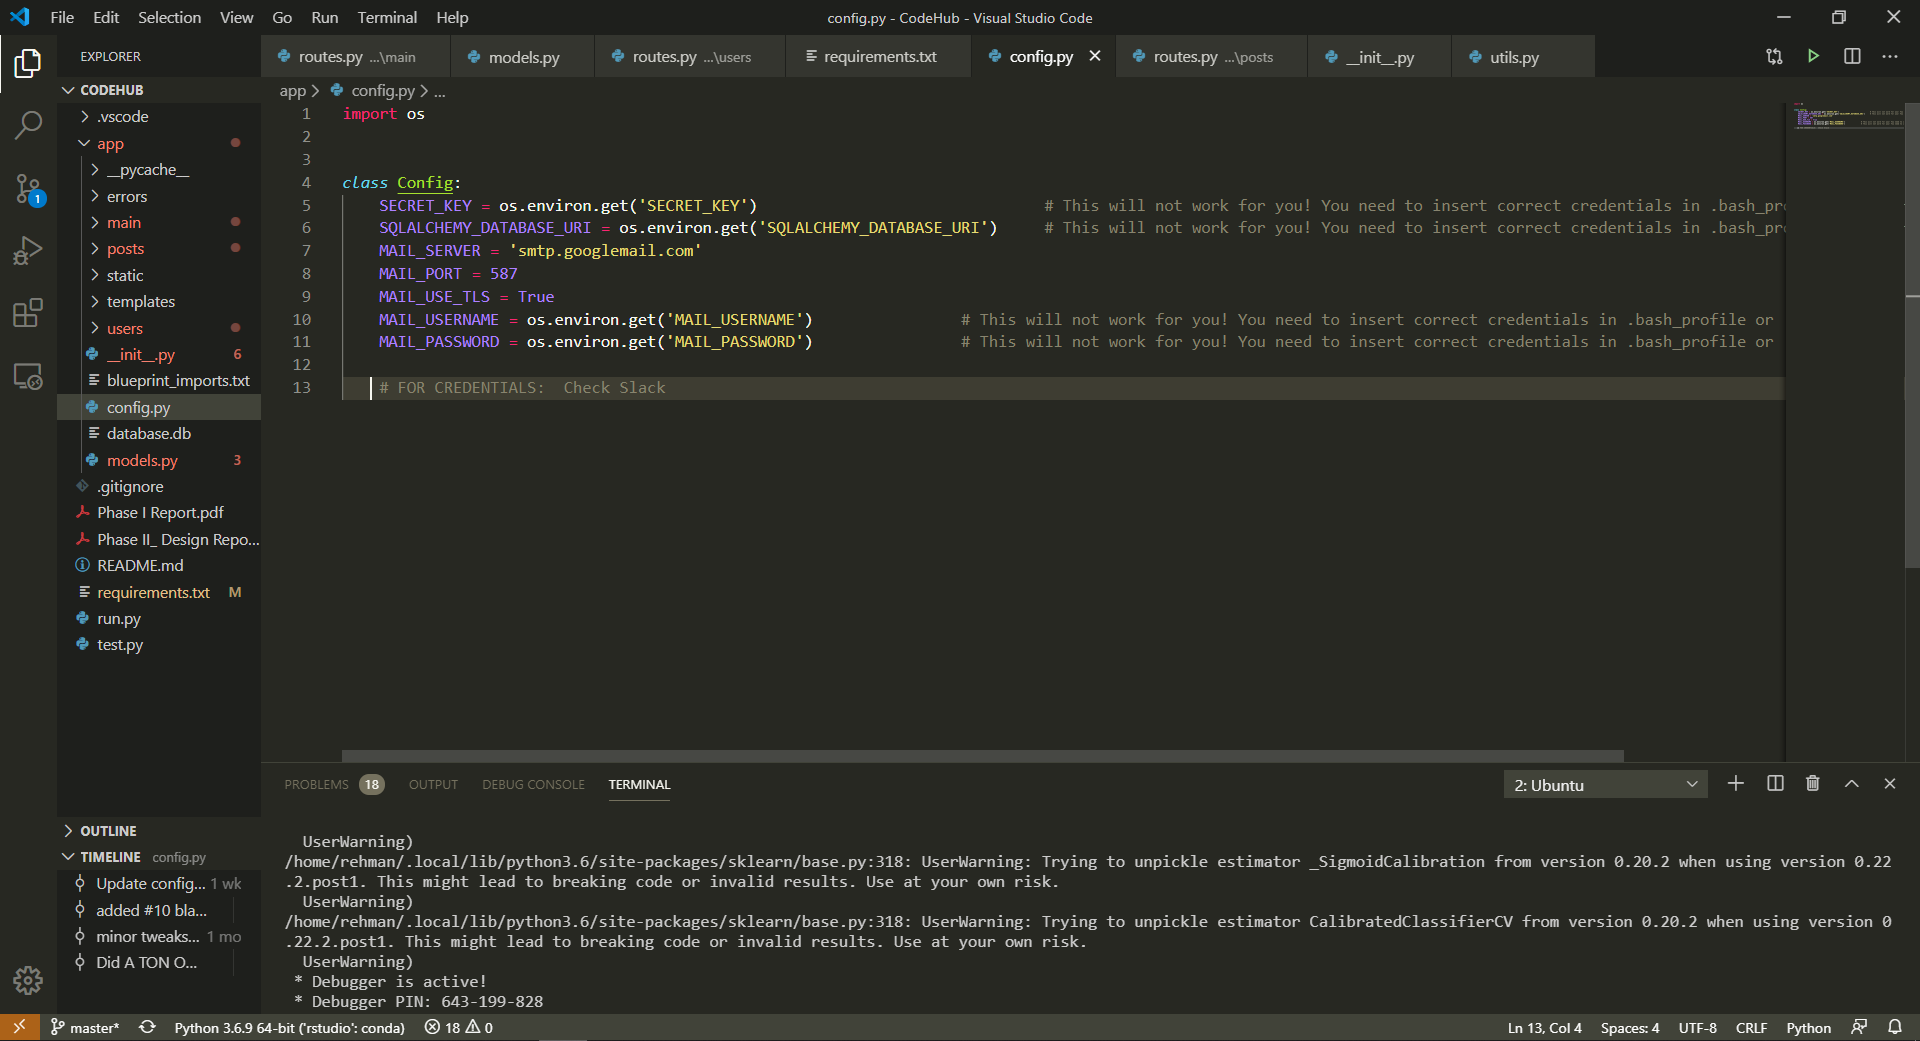 File Edit Selection View Go Run Terminal Help
config.py - CodeHub - Visual Studio Code
EXPLORER
routes.py ...\main
models.py
routes.py ...\users
requirements.txt
config.py
routes.py ...\posts
__init__.py
utils.py
CODEHUB
.vscode
app
__pycache__
errors
main
posts
static
templates
users
__init__.py 6
blueprint_imports.txt
config.py
database.db
models.py 3
.gitignore
Phase I Report.pdf
Phase II_ Design Repo...
README.md
requirements.txt M
run.py
test.py
1
OUTLINE
TIMELINE config.py
Update config... 1 wk
added #10 bla...
minor tweaks... 1 mo
Did A TON O...
app > config.py > ...
1 import os
2
3
4 class Config:
5 SECRET_KEY = os.environ.get('SECRET_KEY') # This will not work for you! You need to insert correct credentials in .bash_pr
6 SQLALCHEMY_DATABASE_URI = os.environ.get('SQLALCHEMY_DATABASE_URI') # This will not work for you! You need to insert correct credentials in .bash_pr
7 MAIL_SERVER = 'smtp.googlemail.com'
8 MAIL_PORT = 587
9 MAIL_USE_TLS = True
10 MAIL_USERNAME = os.environ.get('MAIL_USERNAME') # This will not work for you! You need to insert correct credentials in .bash_profile or
11 MAIL_PASSWORD = os.environ.get('MAIL_PASSWORD') # This will not work for you! You need to insert correct credentials in .bash_profile or
12
13 # FOR CREDENTIALS: Check Slack
PROBLEMS 18 OUTPUT DEBUG CONSOLE TERMINAL
2: Ubuntu
UserWarning)
/home/rehman/.local/lib/python3.6/site-packages/sklearn/base.py:318: UserWarning: Trying to unpickle estimator _SigmoidCalibration from version 0.20.2 when using version 0.22
.2.post1. This might lead to breaking code or invalid results. Use at your own risk.
UserWarning)
/home/rehman/.local/lib/python3.6/site-packages/sklearn/base.py:318: UserWarning: Trying to unpickle estimator CalibratedClassifierCV from version 0.20.2 when using version 0
.22.2.post1. This might lead to breaking code or invalid results. Use at your own risk.
UserWarning)
* Debugger is active!
* Debugger PIN: 643-199-828
master* Python 3.6.9 64-bit ('rstudio': conda) 18 0
Ln 13, Col 4 Spaces: 4 UTF-8 CRLF Python